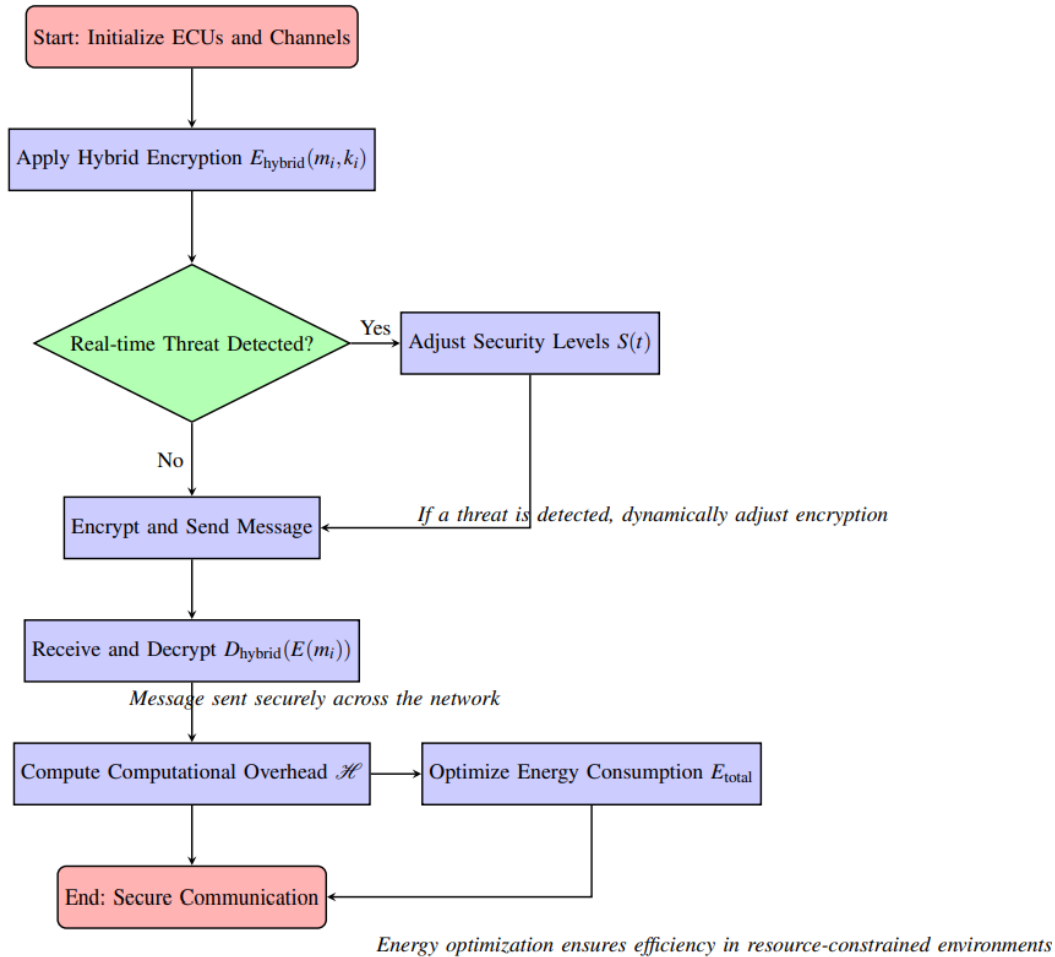 Start: Initialize ECUs and Channels
Apply Hybrid Encryption E_hybrid(m_i, k_i)
Real-time Threat Detected?
Yes
Adjust Security Levels S(t)
No
Encrypt and Send Message
If a threat is detected, dynamically adjust encryption
Receive and Decrypt D_hybrid(E(m_i))
Message sent securely across the network
Compute Computational Overhead ℋ
Optimize Energy Consumption E_total
End: Secure Communication
Energy optimization ensures efficiency in resource-constrained environments